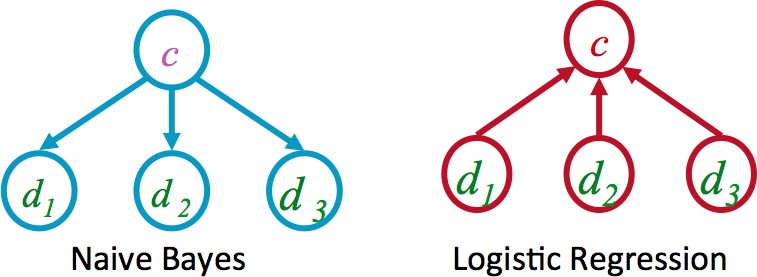 c
d1 d2 d3
Naive Bayes
c
d1 d2 d3
Logistic Regression